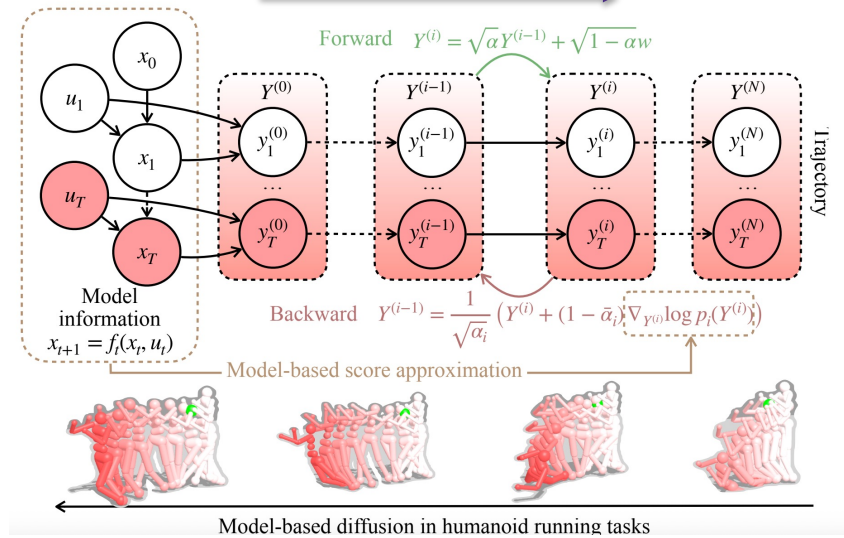 Forward $Y^{(i)} = \sqrt{\alpha}Y^{(i-1)} + \sqrt{1-\alpha}w$
$x_0$
$u_1$
$Y^{(0)}$ $Y^{(i-1)}$ $Y^{(i)}$ $Y^{(N)}$
$x_1$
$y_1^{(0)}$ $y_1^{(i-1)}$ $y_1^{(i)}$ $y_1^{(N)}$
... ... ... ...
$u_T$
$y_T^{(0)}$ $y_T^{(i-1)}$ $y_T^{(i)}$ $y_T^{(N)}$
$x_T$
Trajectory
Model
information
$x_{t+1} = f_t(x_t, u_t)$
Backward $Y^{(i-1)} = \frac{1}{\sqrt{\alpha_i}} \left( Y^{(i)} + (1-\bar{\alpha}_i) \nabla_{Y^{(i)}} \log p_i(Y^{(i)}) \right)$
Model-based score approximation
Model-based diffusion in humanoid running tasks